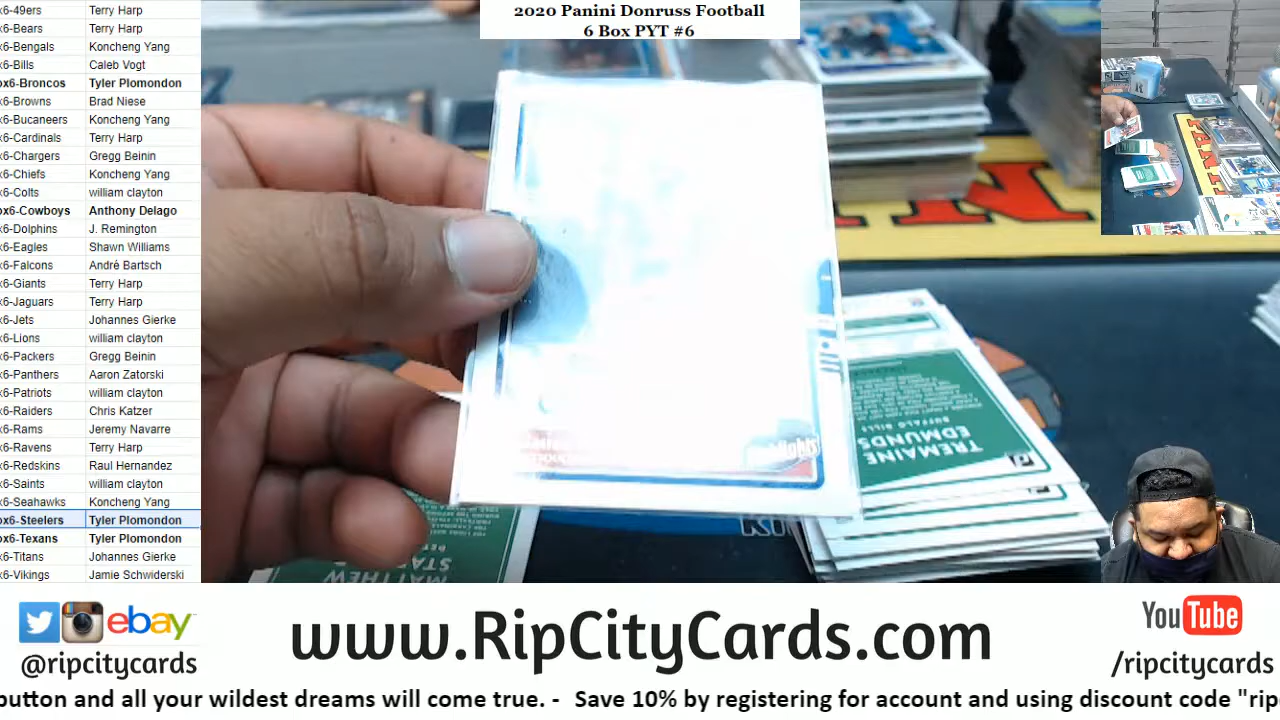 2020 Panini Donruss Football
6 Box PYT #6
x6-49ers Terry Harp
x6-Bears Terry Harp
x6-Bengals Koncheng Yang
x6-Bills Caleb Vogt
ox6-Broncos Tyler Plomondon
x6-Browns Brad Niese
x6-Bucaneers Koncheng Yang
x6-Cardinals Terry Harp
x6-Chargers Gregg Beinin
x6-Chiefs Koncheng Yang
x6-Colts william clayton
ox6-Cowboys Anthony Delago
x6-Dolphins J. Remington
x6-Eagles Shawn Williams
x6-Falcons André Bartsch
x6-Giants Terry Harp
x6-Jaguars Terry Harp
x6-Jets Johannes Gierke
x6-Lions william clayton
x6-Packers Gregg Beinin
x6-Panthers Aaron Zatorski
x6-Patriots william clayton
x6-Raiders Chris Katzer
x6-Rams Jeremy Navarre
x6-Ravens Terry Harp
x6-Redskins Raul Hernandez
x6-Saints william clayton
x6-Seahawks Koncheng Yang
ox6-Steelers Tyler Plomondon
ox6-Texans Tyler Plomondon
x6-Titans Johannes Gierke
x6-Vikings Jamie Schwiderski
TREMAINE
EDMUNDS
BUFFALO BILLS
MATTHEW
ebay
@ripcitycards
www.RipCityCards.com
YouTube
/ripcitycards
button and all your wildest dreams will come true. - Save 10% by registering for account and using discount code "rip